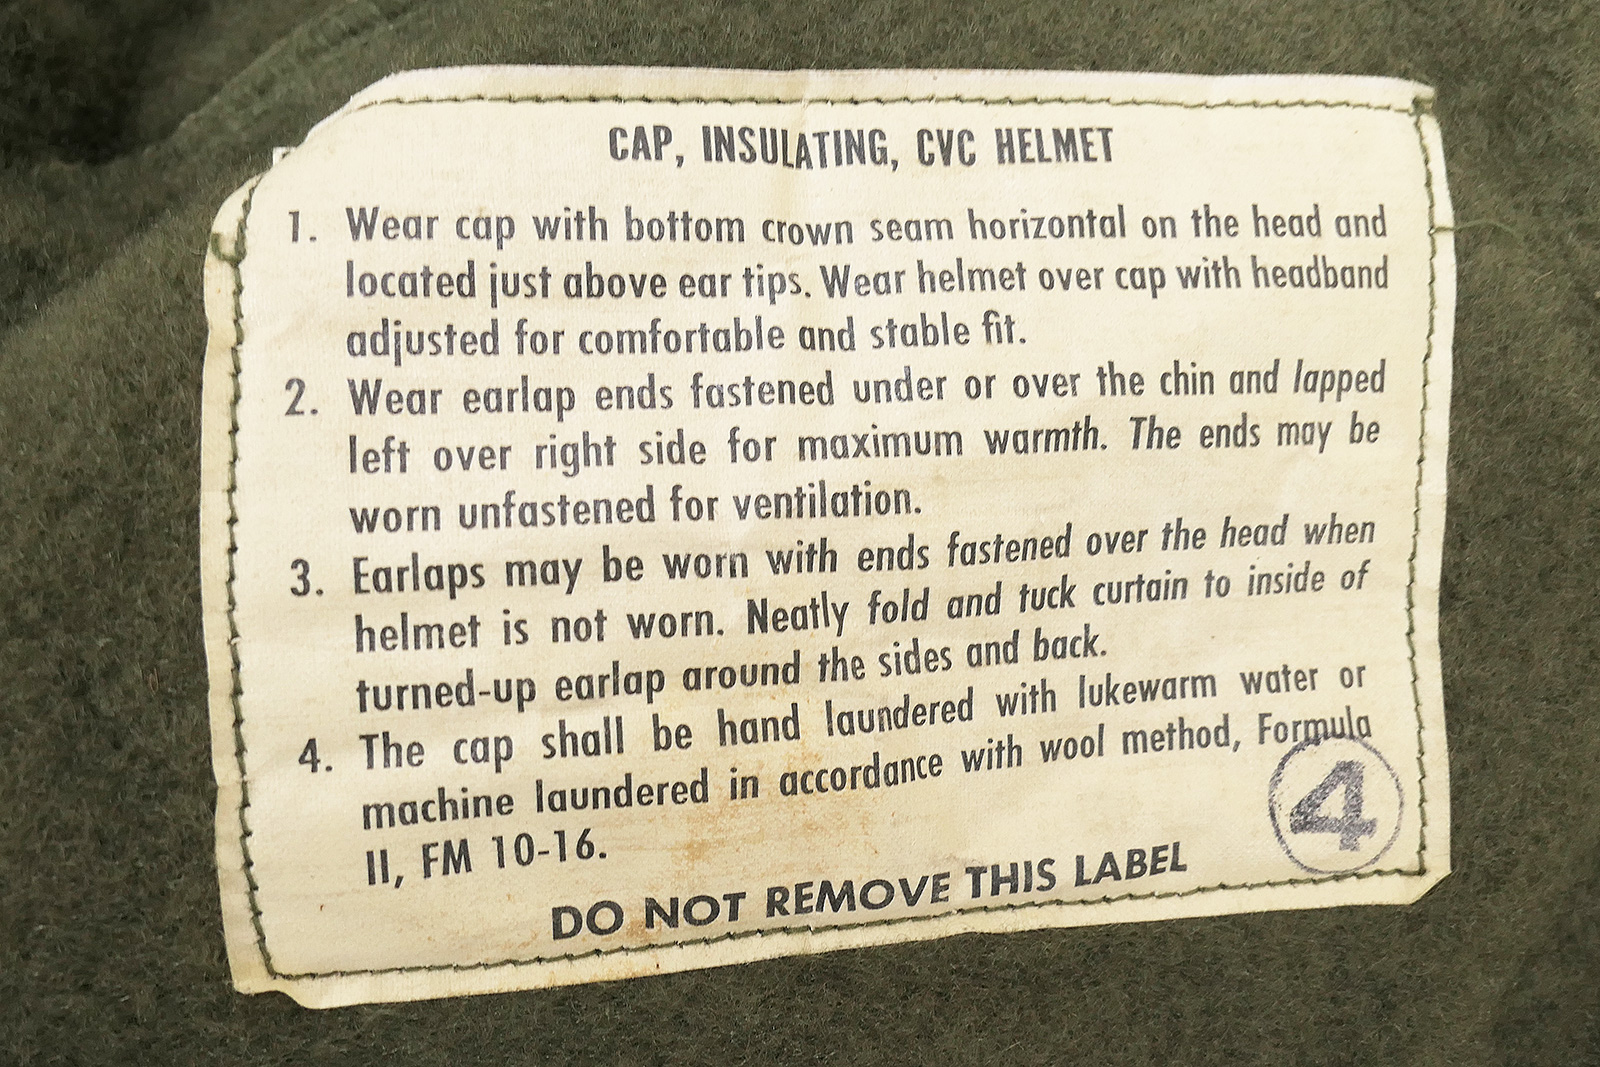 CAP, INSULATING, CVC HELMET
1. Wear cap with bottom crown seam horizontal on the head and
located just above ear tips. Wear helmet over cap with headband
adjusted for comfortable and stable fit.
2. Wear earlap ends fastened under or over the chin and lapped
left over right side for maximum warmth. The ends may be
worn unfastened for ventilation.
3. Earlaps may be worn with ends fastened over the head when
helmet is not worn. Neatly fold and tuck curtain to inside of
turned-up earlap around the sides and back.
4. The cap shall be hand laundered with lukewarm water or
machine laundered in accordance with wool method, Formula
II, FM 10-16.
4
DO NOT REMOVE THIS LABEL